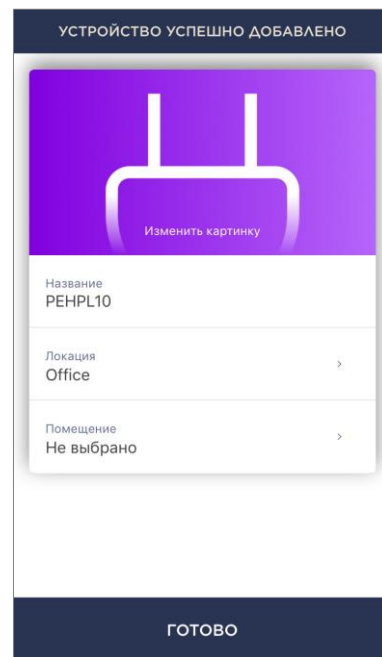 УСТРОЙСТВО УСПЕШНО ДОБАВЛЕНО
Изменить картинку
Название
PEHPL10
Локация
Office
Помещение
Не выбрано
ГОТОВО